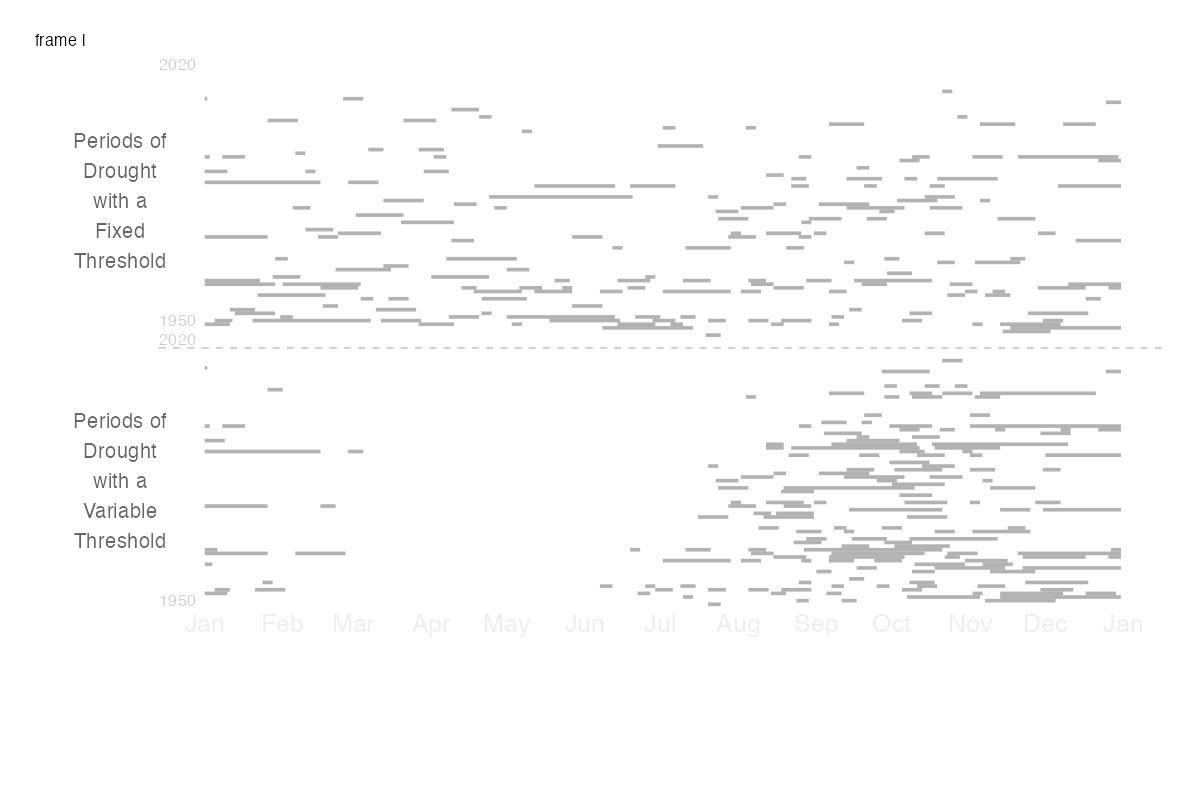 frame I
2020
Periods of
Drought
with a
Fixed
Threshold
1950
2020
Periods of
Drought
with a
Variable
Threshold
1950
Jan Feb Mar Apr May Jun Jul Aug Sep Oct Nov Dec Jan